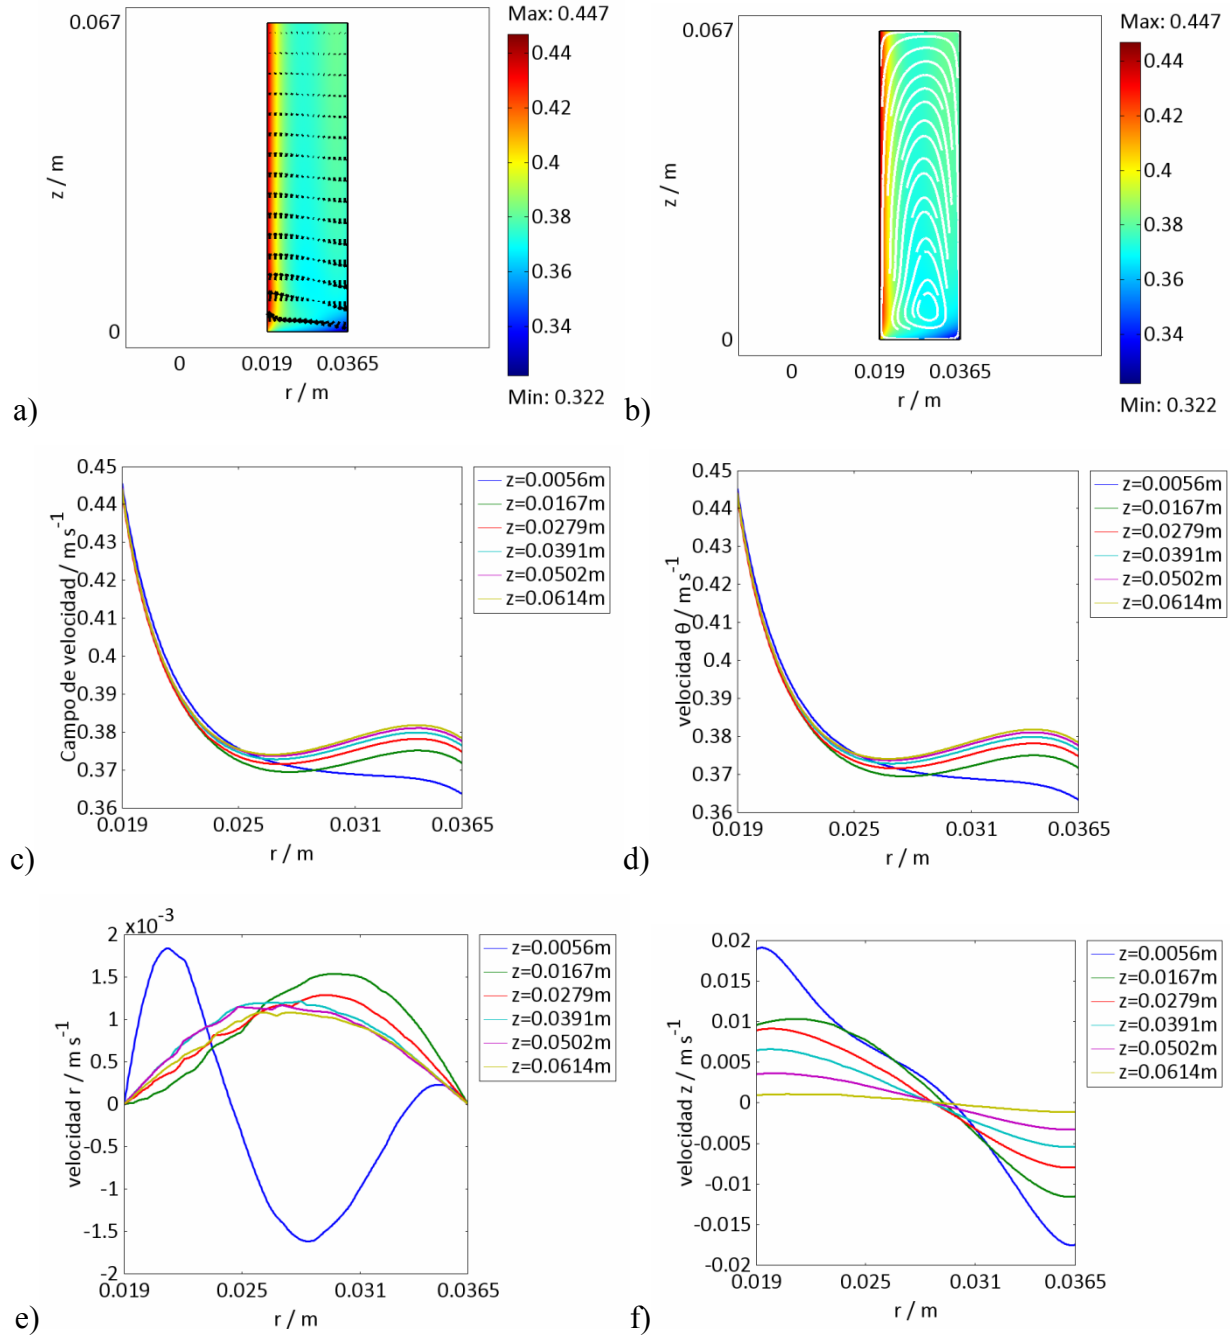 0.067
z / m
0
0
0.019
0.0365
r / m
Max: 0.447
0.44
0.42
0.4
0.38
0.36
0.34
Min: 0.322
a)
0.067
z / m
0
0
0.019
0.0365
r / m
Max: 0.447
0.44
0.42
0.4
0.38
0.36
0.34
Min: 0.322
b)
0.45
0.44
0.43
0.42
0.41
0.4
0.39
0.38
0.37
0.36
Campo de velocidad / m s⁻¹
0.019
0.025
0.031
0.0365
r / m
z=0.0056m
z=0.0167m
z=0.0279m
z=0.0391m
z=0.0502m
z=0.0614m
c)
0.45
0.44
0.43
0.42
0.41
0.4
0.39
0.38
0.37
0.36
velocidad θ / m s⁻¹
0.019
0.025
0.031
0.0365
r / m
z=0.0056m
z=0.0167m
z=0.0279m
z=0.0391m
z=0.0502m
z=0.0614m
d)
x10⁻³
2
1.5
1
0.5
0
-0.5
-1
-1.5
-2
velocidad r / m s⁻¹
0.019
0.025
0.031
0.0365
r / m
z=0.0056m
z=0.0167m
z=0.0279m
z=0.0391m
z=0.0502m
z=0.0614m
e)
0.02
0.015
0.01
0.005
0
-0.005
-0.01
-0.015
-0.02
velocidad z / m s⁻¹
0.019
0.025
0.031
0.0365
r / m
z=0.0056m
z=0.0167m
z=0.0279m
z=0.0391m
z=0.0502m
z=0.0614m
f)